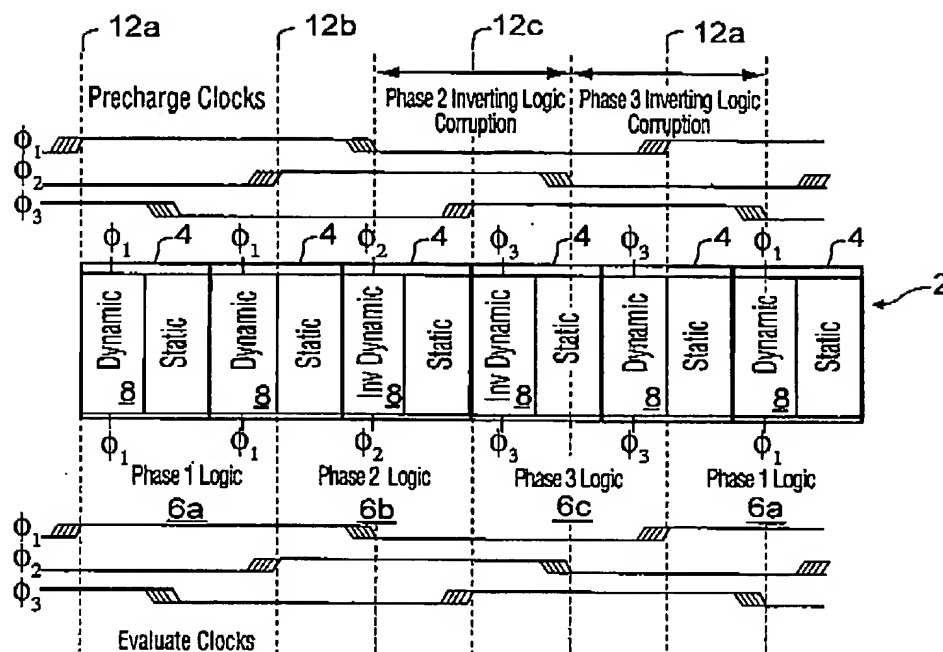 12a 12b 12c 12a
Precharge Clocks
Phase 2 Inverting Logic Corruption
Phase 3 Inverting Logic Corruption
ϕ1
ϕ2
ϕ3
ϕ1 4 ϕ1 4 ϕ2 4 ϕ3 4 ϕ3 4 ϕ1 4
2
Dynamic 8 Static Dynamic 8 Static Inv Dynamic 8 Static Inv Dynamic 8 Static Dynamic 8 Static Dynamic 8 Static
ϕ1 ϕ1 ϕ2 ϕ3 ϕ3 ϕ1
Phase 1 Logic Phase 2 Logic Phase 3 Logic Phase 1 Logic
6a 6b 6c 6a
ϕ1
ϕ2
ϕ3
Evaluate Clocks